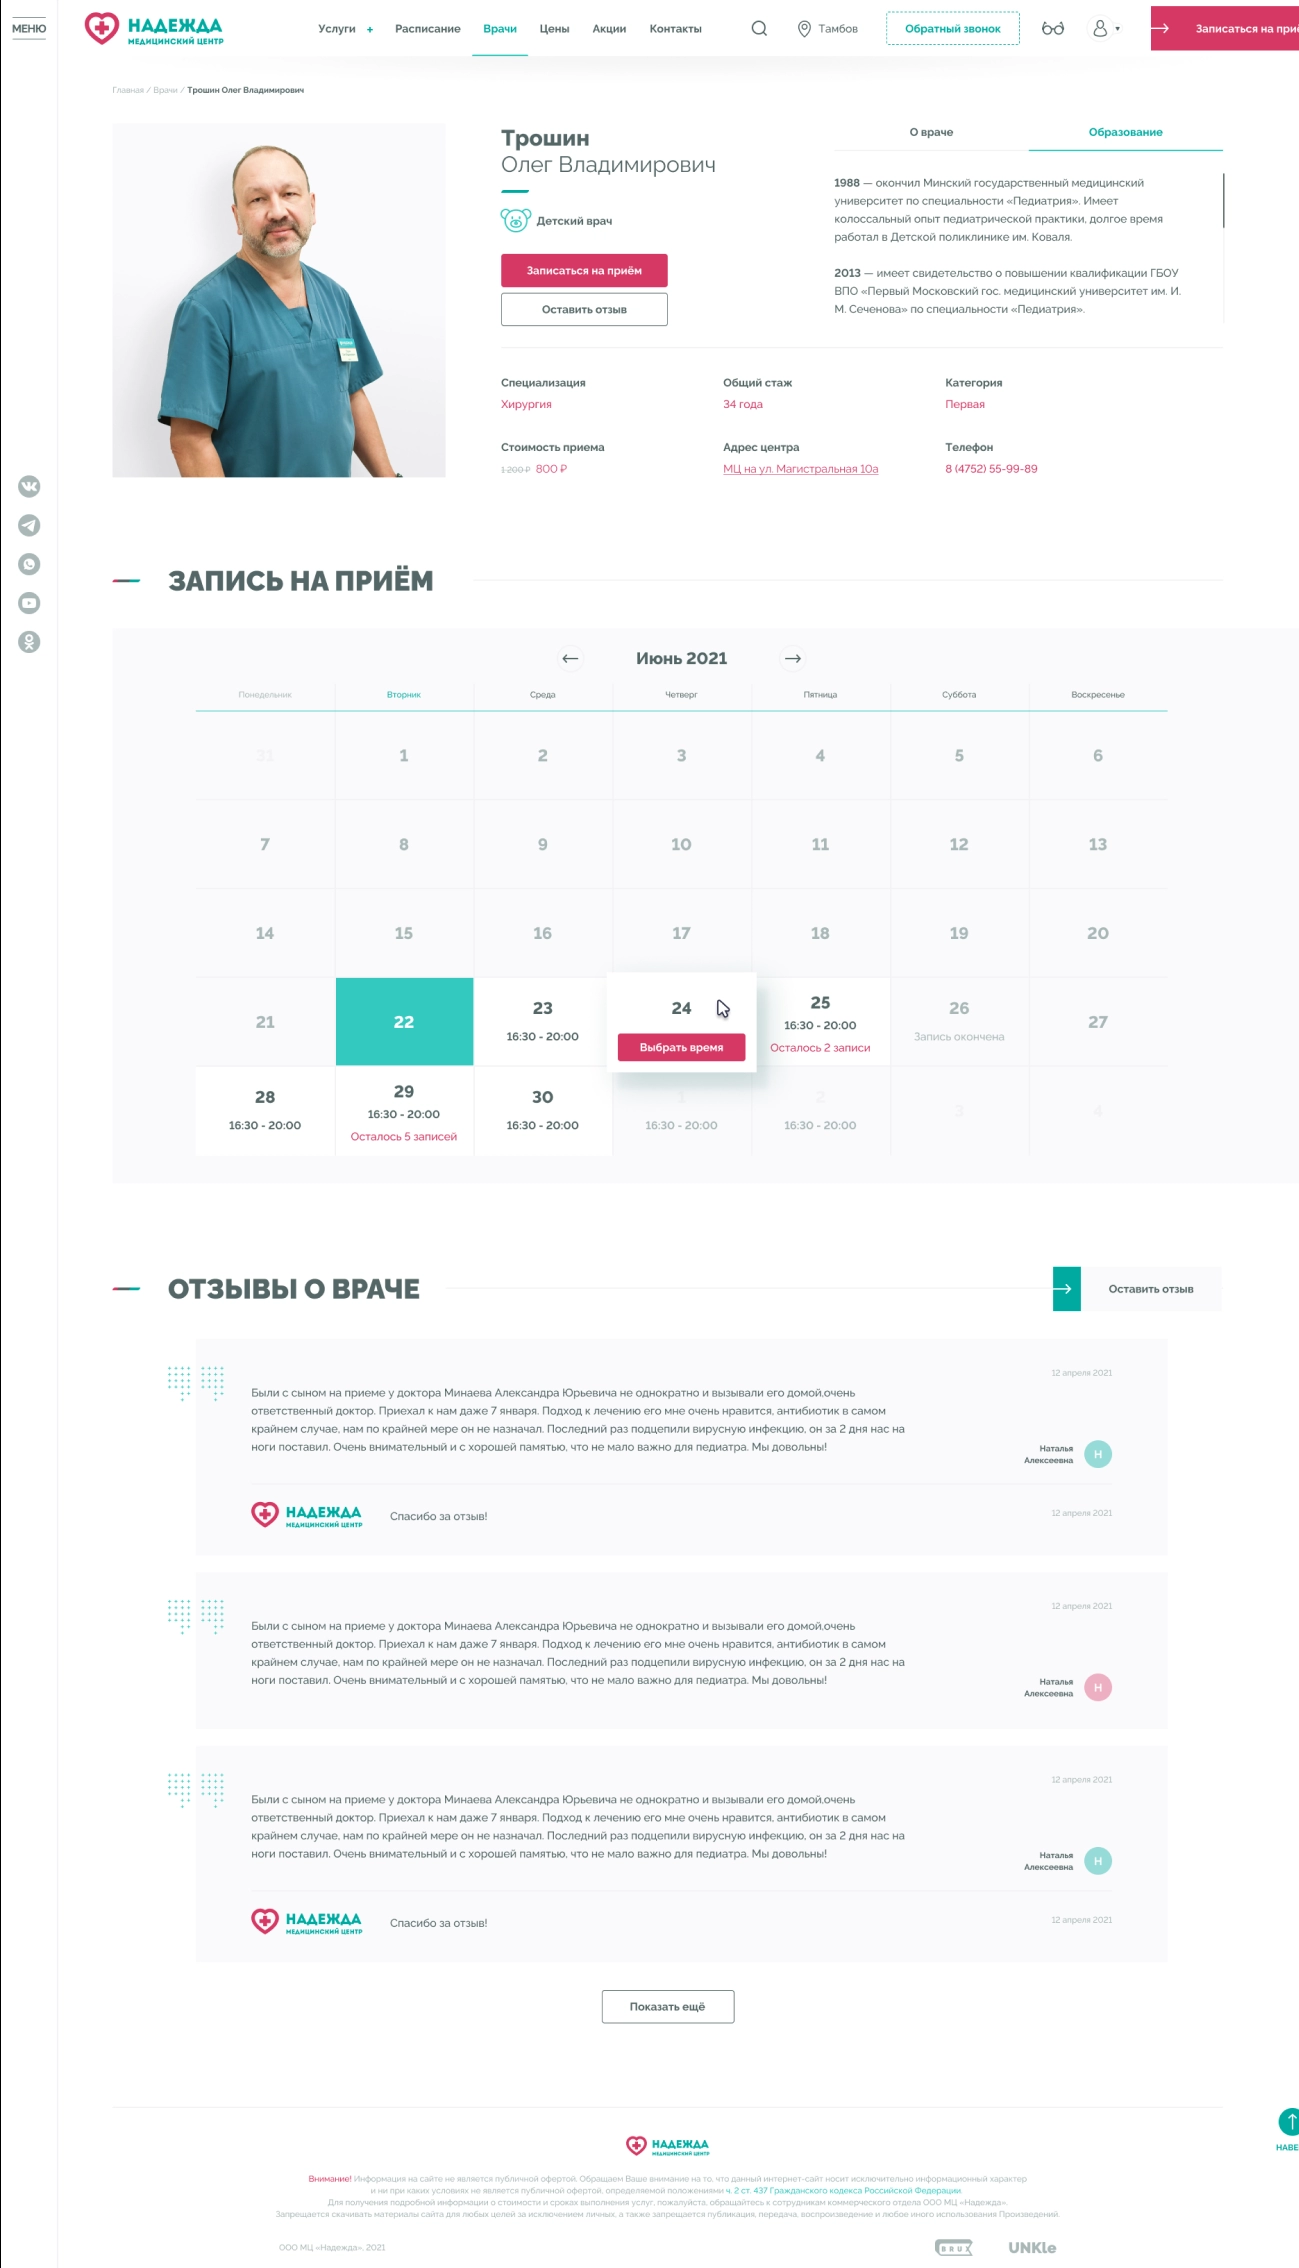 МЕНЮ
НАДЕЖДА
МЕДИЦИНСКИЙ ЦЕНТР
Услуги +
Расписание
Врачи
Цены
Акции
Контакты
Тамбов
Обратный звонок
Записаться на при
Главная / Врачи / Трошин Олег Владимирович
Трошин
Олег Владимирович
Детский врач
Записаться на приём
Оставить отзыв
О враче
Образование
1988 — окончил Минский государственный медицинский
университет по специальности «Педиатрия». Имеет
колоссальный опыт педиатрической практики, долгое время
работал в Детской поликлинике им. Коваля.
2013 — имеет свидетельство о повышении квалификации ГБОУ
ВПО «Первый Московский гос. медицинский университет им. И.
М. Сеченова» по специальности «Педиатрия».
Специализация
Хирургия
Общий стаж
34 года
Категория
Первая
Стоимость приема
1 200 ₽ 800 ₽
Адрес центра
МЦ на ул. Магистральная 10а
Телефон
8 (4752) 55-99-89
ЗАПИСЬ НА ПРИЁМ
Июнь 2021
Понедельник Вторник Среда Четверг Пятница Суббота Воскресенье
31 1 2 3 4 5 6
7 8 9 10 11 12 13
14 15 16 17 18 19 20
21
22
23
16:30 - 20:00
24
Выбрать время
25
16:30 - 20:00
Осталось 2 записи
26
Запись окончена
27
28
16:30 - 20:00
29
16:30 - 20:00
Осталось 5 записей
30
16:30 - 20:00
1
16:30 - 20:00
2
16:30 - 20:00
3
4
ОТЗЫВЫ О ВРАЧЕ
Оставить отзыв
12 апреля 2021
Были с сыном на приеме у доктора Минаева Александра Юрьевича не однократно и вызывали его домой,очень
ответственный доктор. Приехал к нам даже 7 января. Подход к лечению его мне очень нравится, антибиотик в самом
крайнем случае, нам по крайней мере он не назначал. Последний раз подцепили вирусную инфекцию, он за 2 дня нас на
ноги поставил. Очень внимательный и с хорошей памятью, что не мало важно для педиатра. Мы довольны!
Наталья
Алексеевна
Н
НАДЕЖДА
МЕДИЦИНСКИЙ ЦЕНТР
Спасибо за отзыв!
12 апреля 2021
12 апреля 2021
Были с сыном на приеме у доктора Минаева Александра Юрьевича не однократно и вызывали его домой,очень
ответственный доктор. Приехал к нам даже 7 января. Подход к лечению его мне очень нравится, антибиотик в самом
крайнем случае, нам по крайней мере он не назначал. Последний раз подцепили вирусную инфекцию, он за 2 дня нас на
ноги поставил. Очень внимательный и с хорошей памятью, что не мало важно для педиатра. Мы довольны!
Наталья
Алексеевна
Н
12 апреля 2021
Были с сыном на приеме у доктора Минаева Александра Юрьевича не однократно и вызывали его домой,очень
ответственный доктор. Приехал к нам даже 7 января. Подход к лечению его мне очень нравится, антибиотик в самом
крайнем случае, нам по крайней мере он не назначал. Последний раз подцепили вирусную инфекцию, он за 2 дня нас на
ноги поставил. Очень внимательный и с хорошей памятью, что не мало важно для педиатра. Мы довольны!
Наталья
Алексеевна
Н
НАДЕЖДА
МЕДИЦИНСКИЙ ЦЕНТР
Спасибо за отзыв!
12 апреля 2021
Показать ещё
НАВЕ
НАДЕЖДА
МЕДИЦИНСКИЙ ЦЕНТР
Внимание! Информация на сайте не является публичной офертой. Обращаем Ваше внимание на то, что данный интернет-сайт носит исключительно информационный характер
и ни при каких условиях не является публичной офертой, определяемой положениями ч. 2 ст. 437 Гражданского кодекса Российской Федерации.
Для получения подробной информации о стоимости и сроках выполнения услуг, пожалуйста, обращайтесь к сотрудникам коммерческого отдела ООО МЦ «Надежда».
Запрещается скачивать материалы сайта для любых целей за исключением личных, а также запрещается публикация, передача, воспроизведение и любое иного использования Произведений.
ООО МЦ «Надежда», 2021
BRUX
UNKle